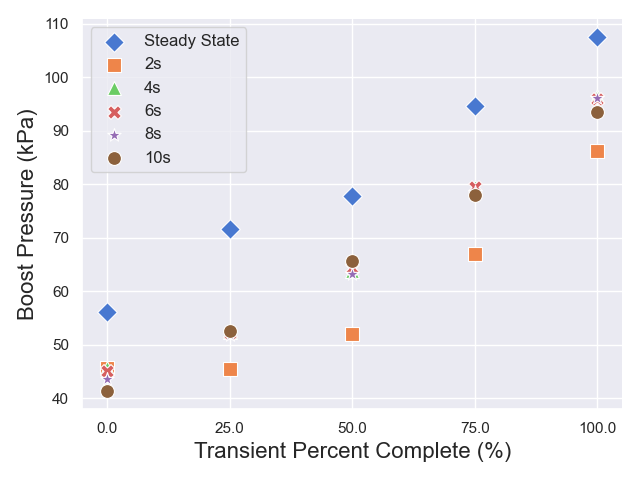 110
100
90
80
70
60
50
40
Boost Pressure (kPa)
Steady State
2s
4s
6s
8s
10s
0.0 25.0 50.0 75.0 100.0
Transient Percent Complete (%)